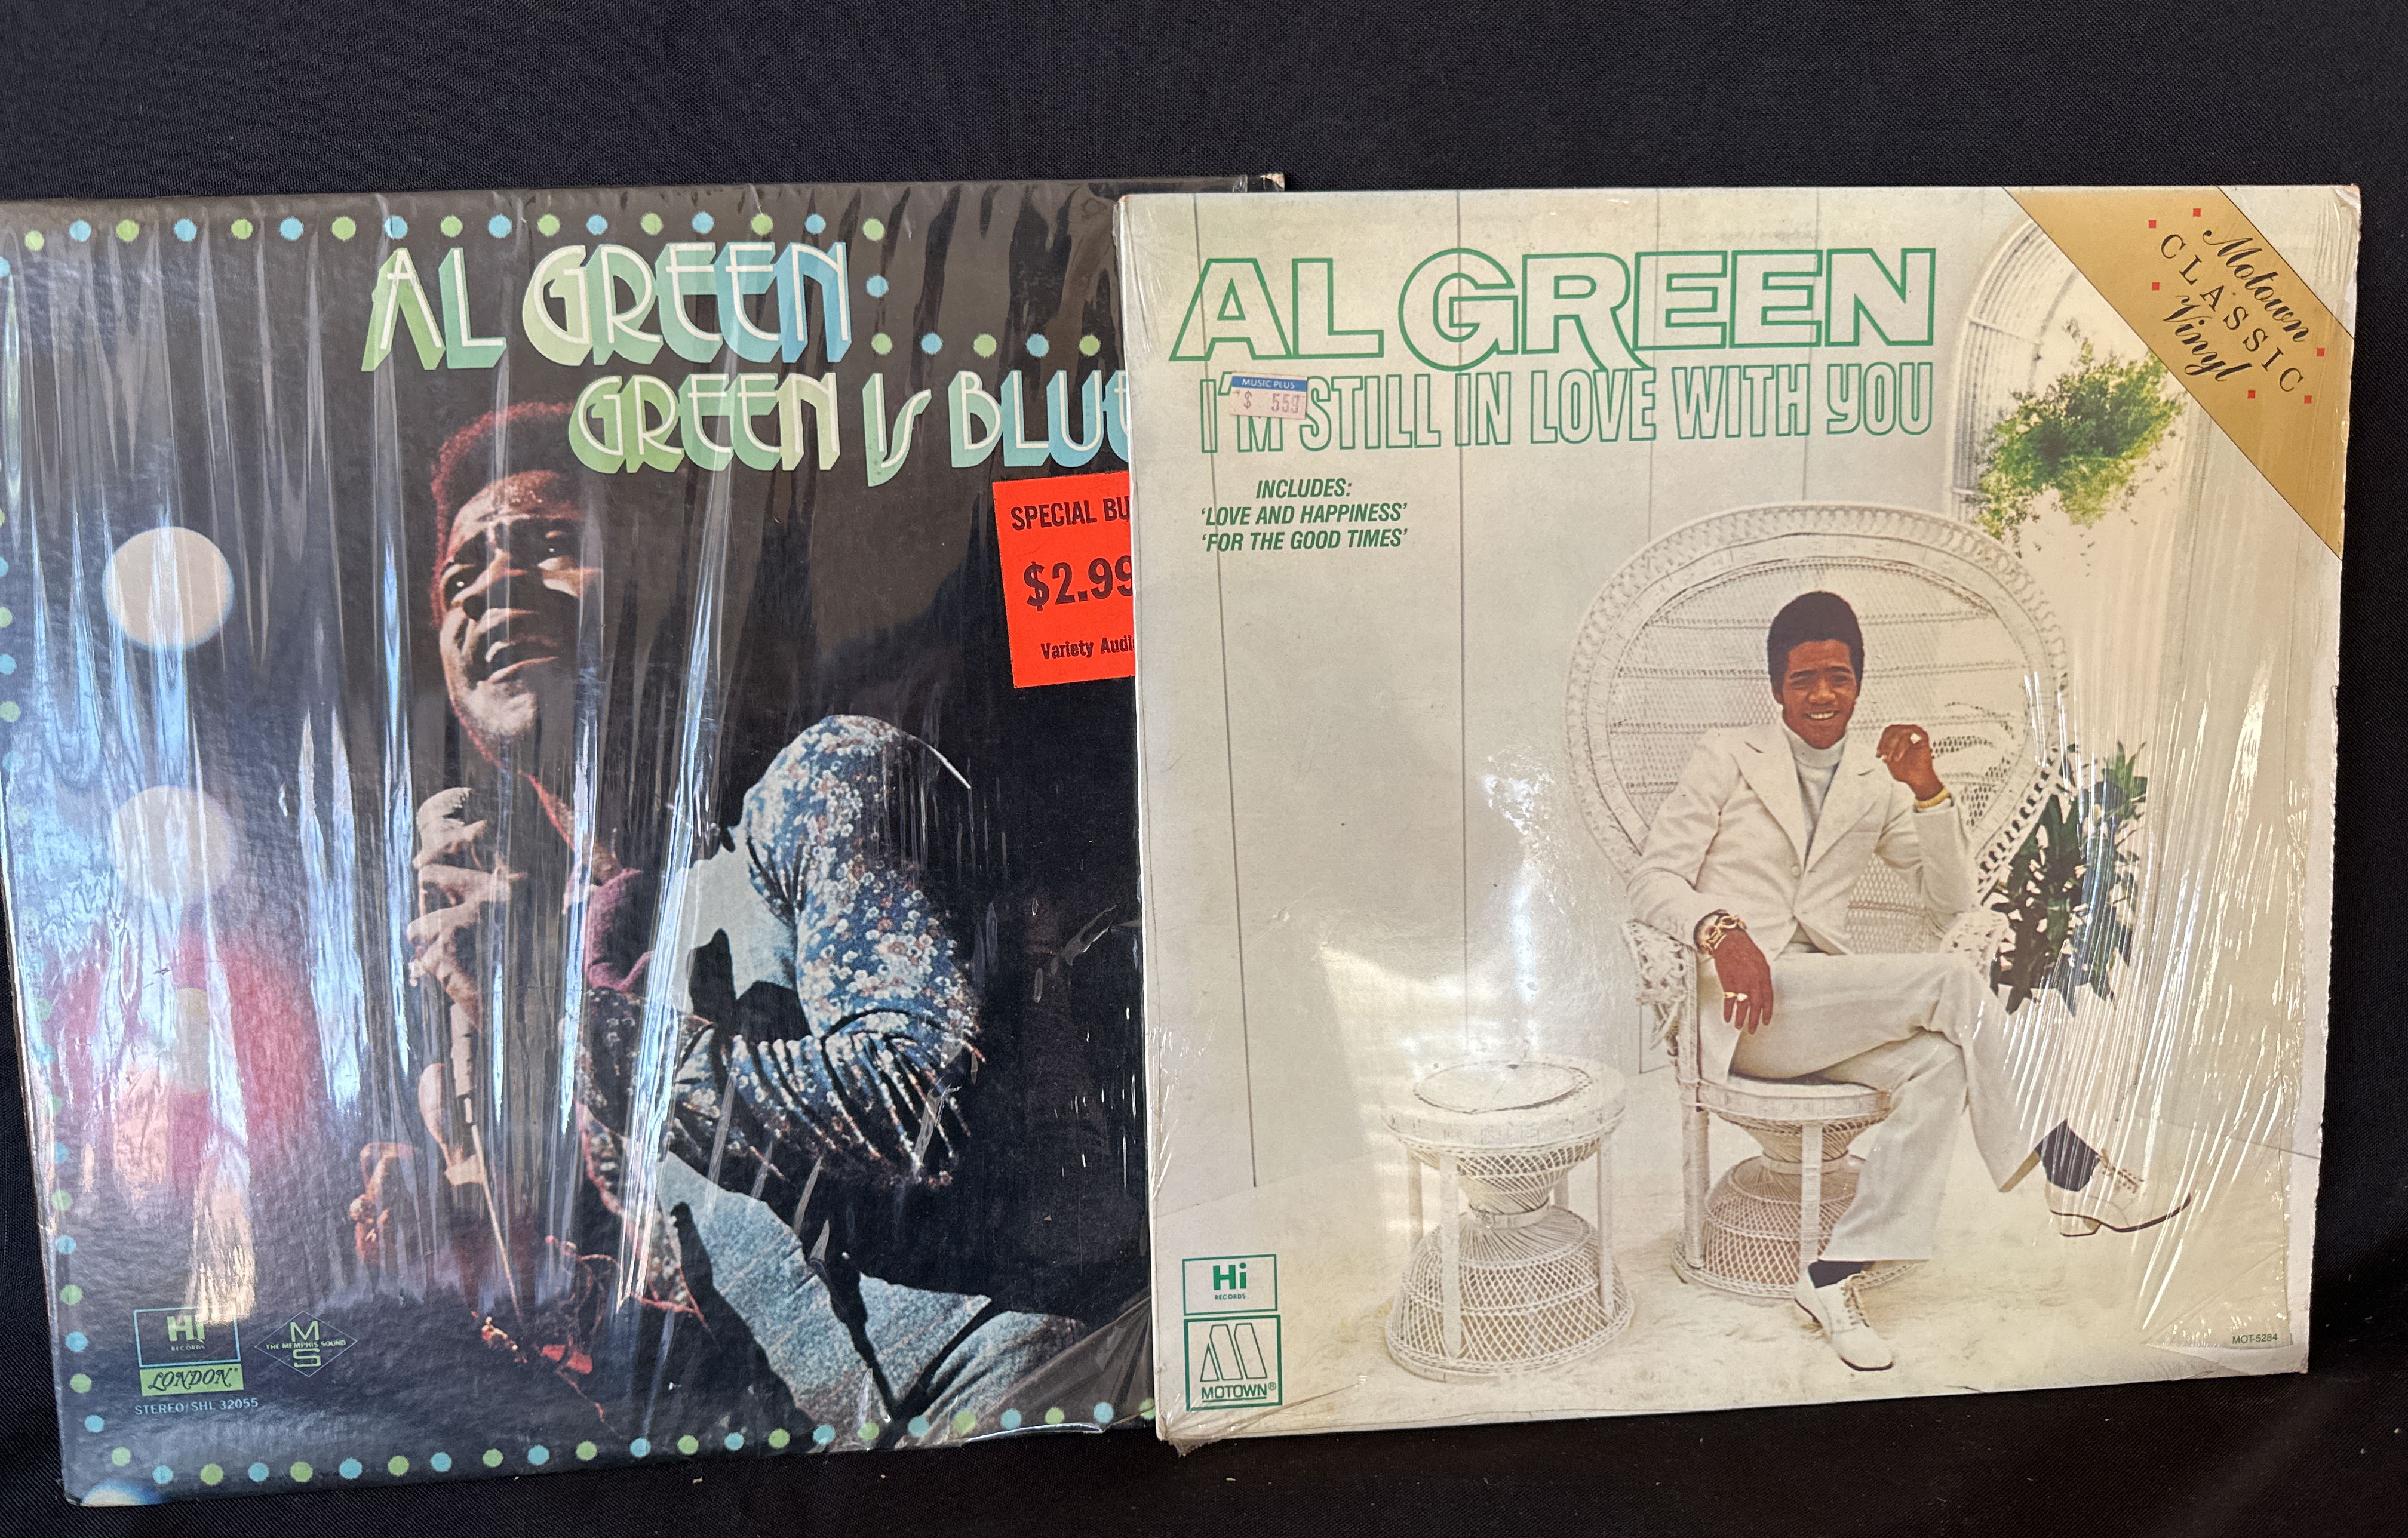 AL GREEN
GREEN IS BLUE
SPECIAL BU
$2.99
Variety Audi
Hi
RECORDS
LONDON
M
THE MEMPHIS SOUND
S
STEREO/SHL 32055
AL GREEN
I'M STILL IN LOVE WITH YOU
MUSIC PLUS
$ 559
INCLUDES:
'LOVE AND HAPPINESS'
'FOR THE GOOD TIMES'
Motown
CLASSIC
Vinyl
Hi
RECORDS
M
MOTOWN®
MOT-5284